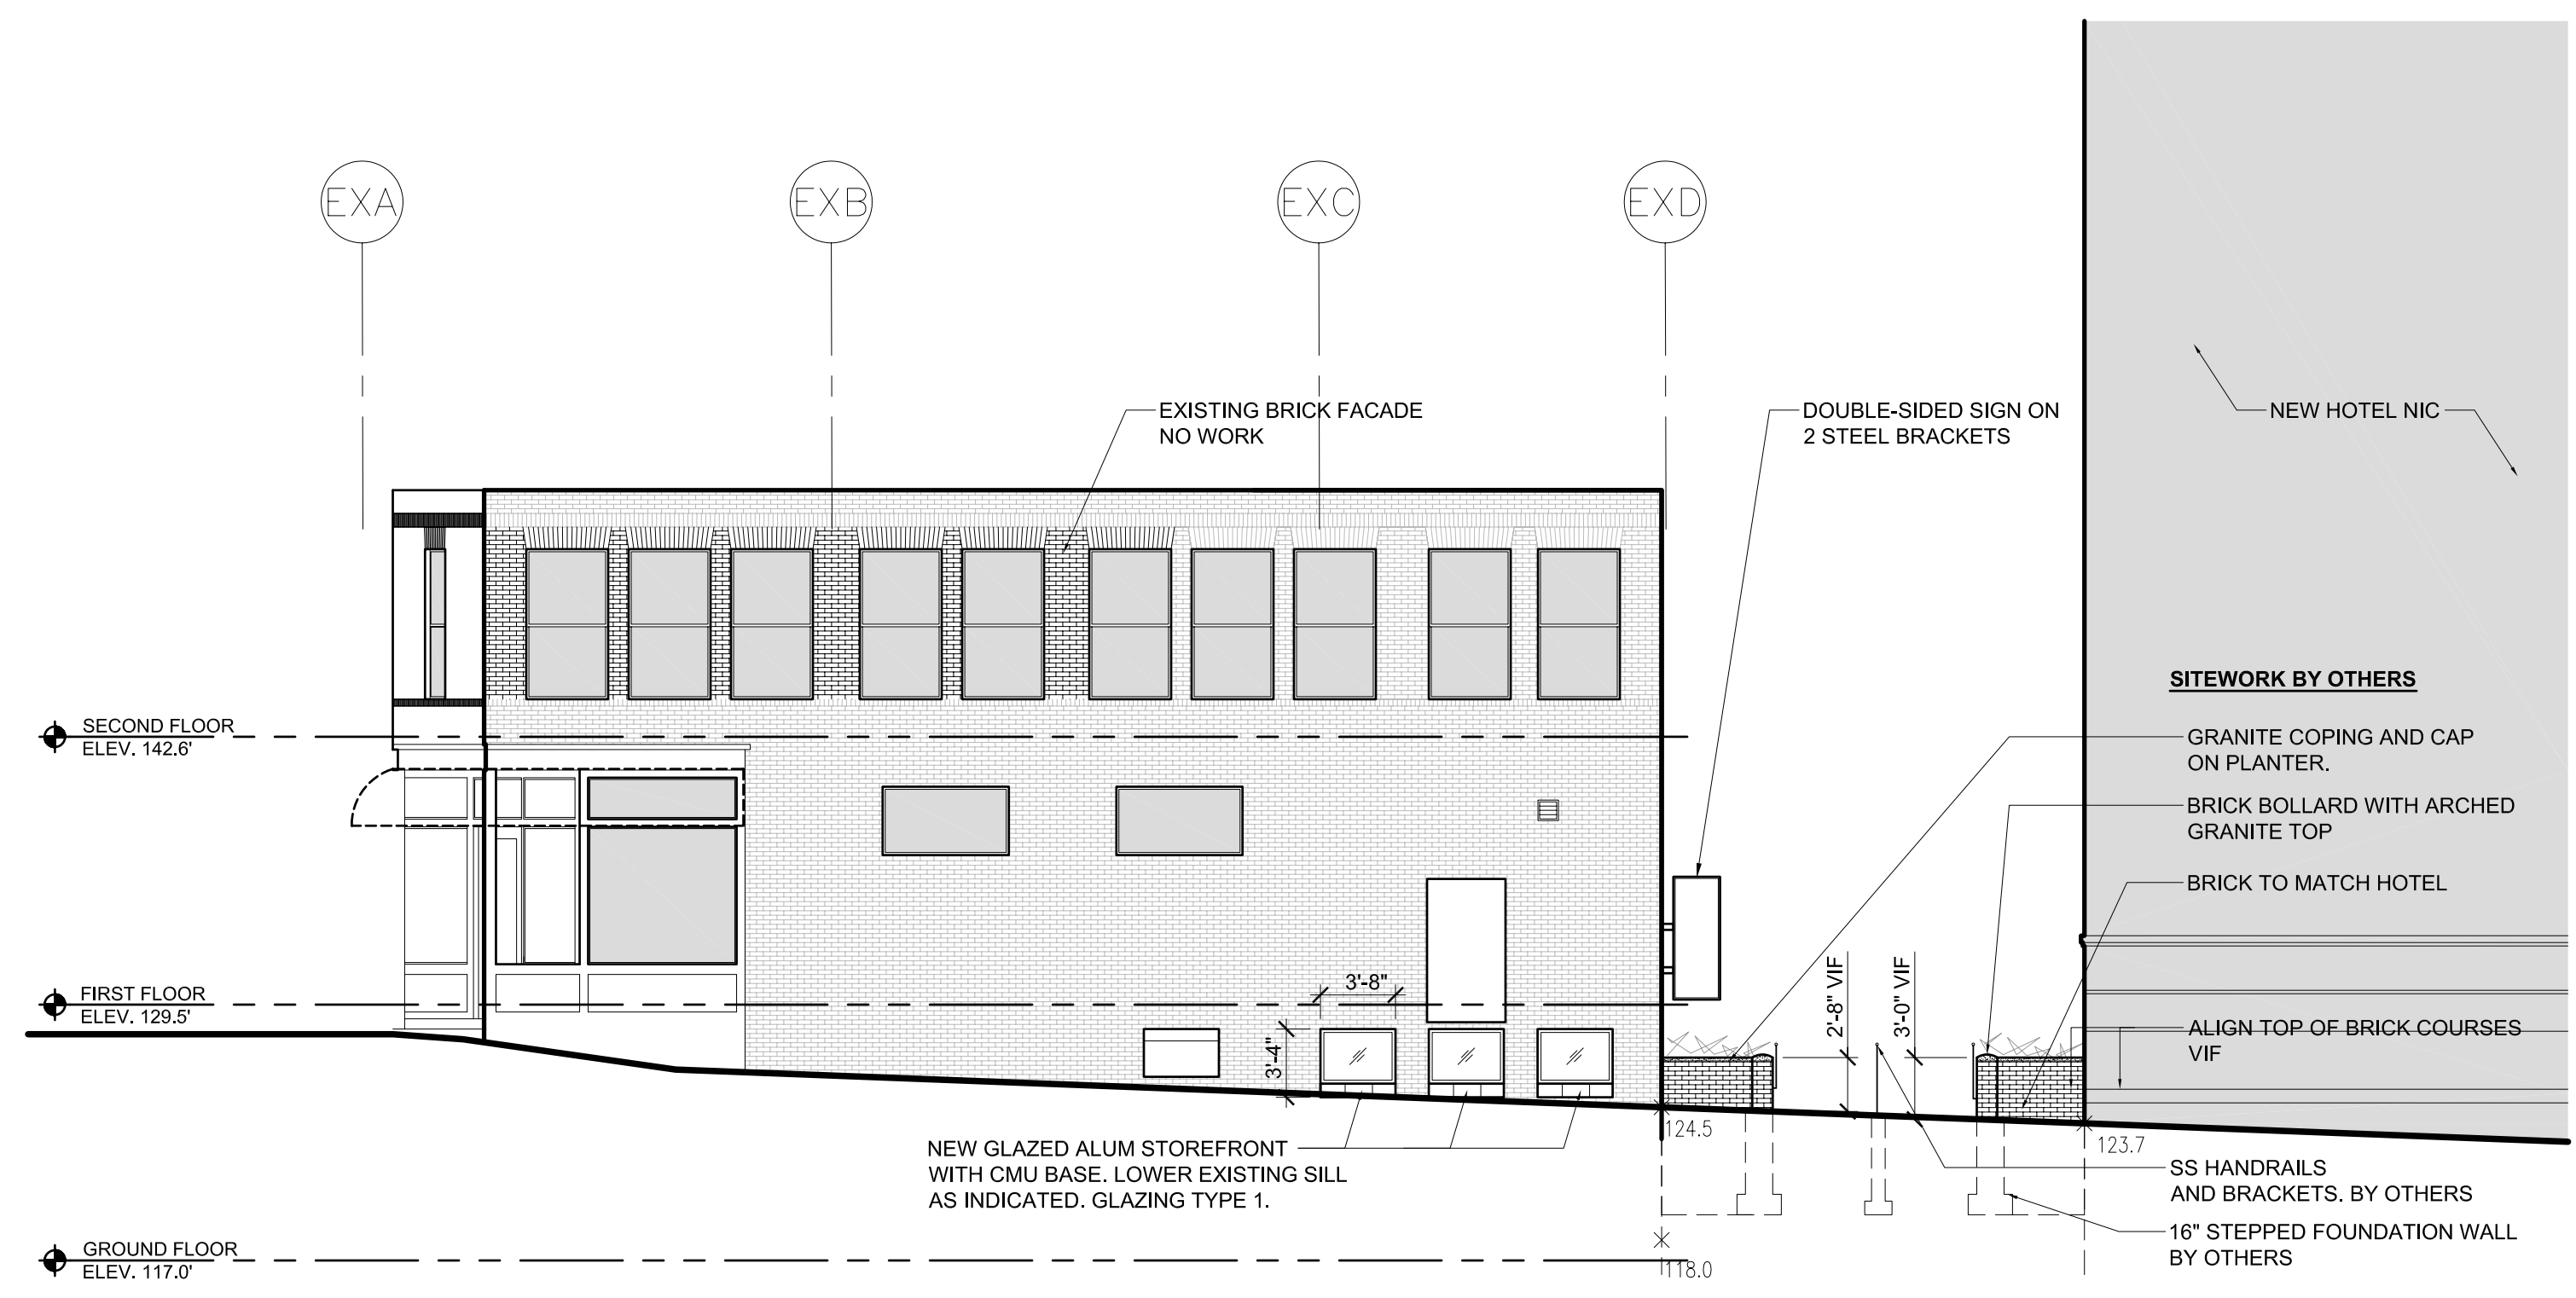 EXA
EXB
EXC
EXD
EXISTING BRICK FACADE
NO WORK
DOUBLE-SIDED SIGN ON
2 STEEL BRACKETS
NEW HOTEL NIC
SITEWORK BY OTHERS
SECOND FLOOR
ELEV. 142.6'
GRANITE COPING AND CAP
ON PLANTER.
BRICK BOLLARD WITH ARCHED
GRANITE TOP
BRICK TO MATCH HOTEL
FIRST FLOOR
ELEV. 129.5'
3'-8"
3'-4"
2'-8" VIF
3'-0" VIF
ALIGN TOP OF BRICK COURSES
VIF
124.5
123.7
NEW GLAZED ALUM STOREFRONT
WITH CMU BASE. LOWER EXISTING SILL
AS INDICATED. GLAZING TYPE 1.
SS HANDRAILS
AND BRACKETS. BY OTHERS
16" STEPPED FOUNDATION WALL
BY OTHERS
GROUND FLOOR
ELEV. 117.0'
118.0